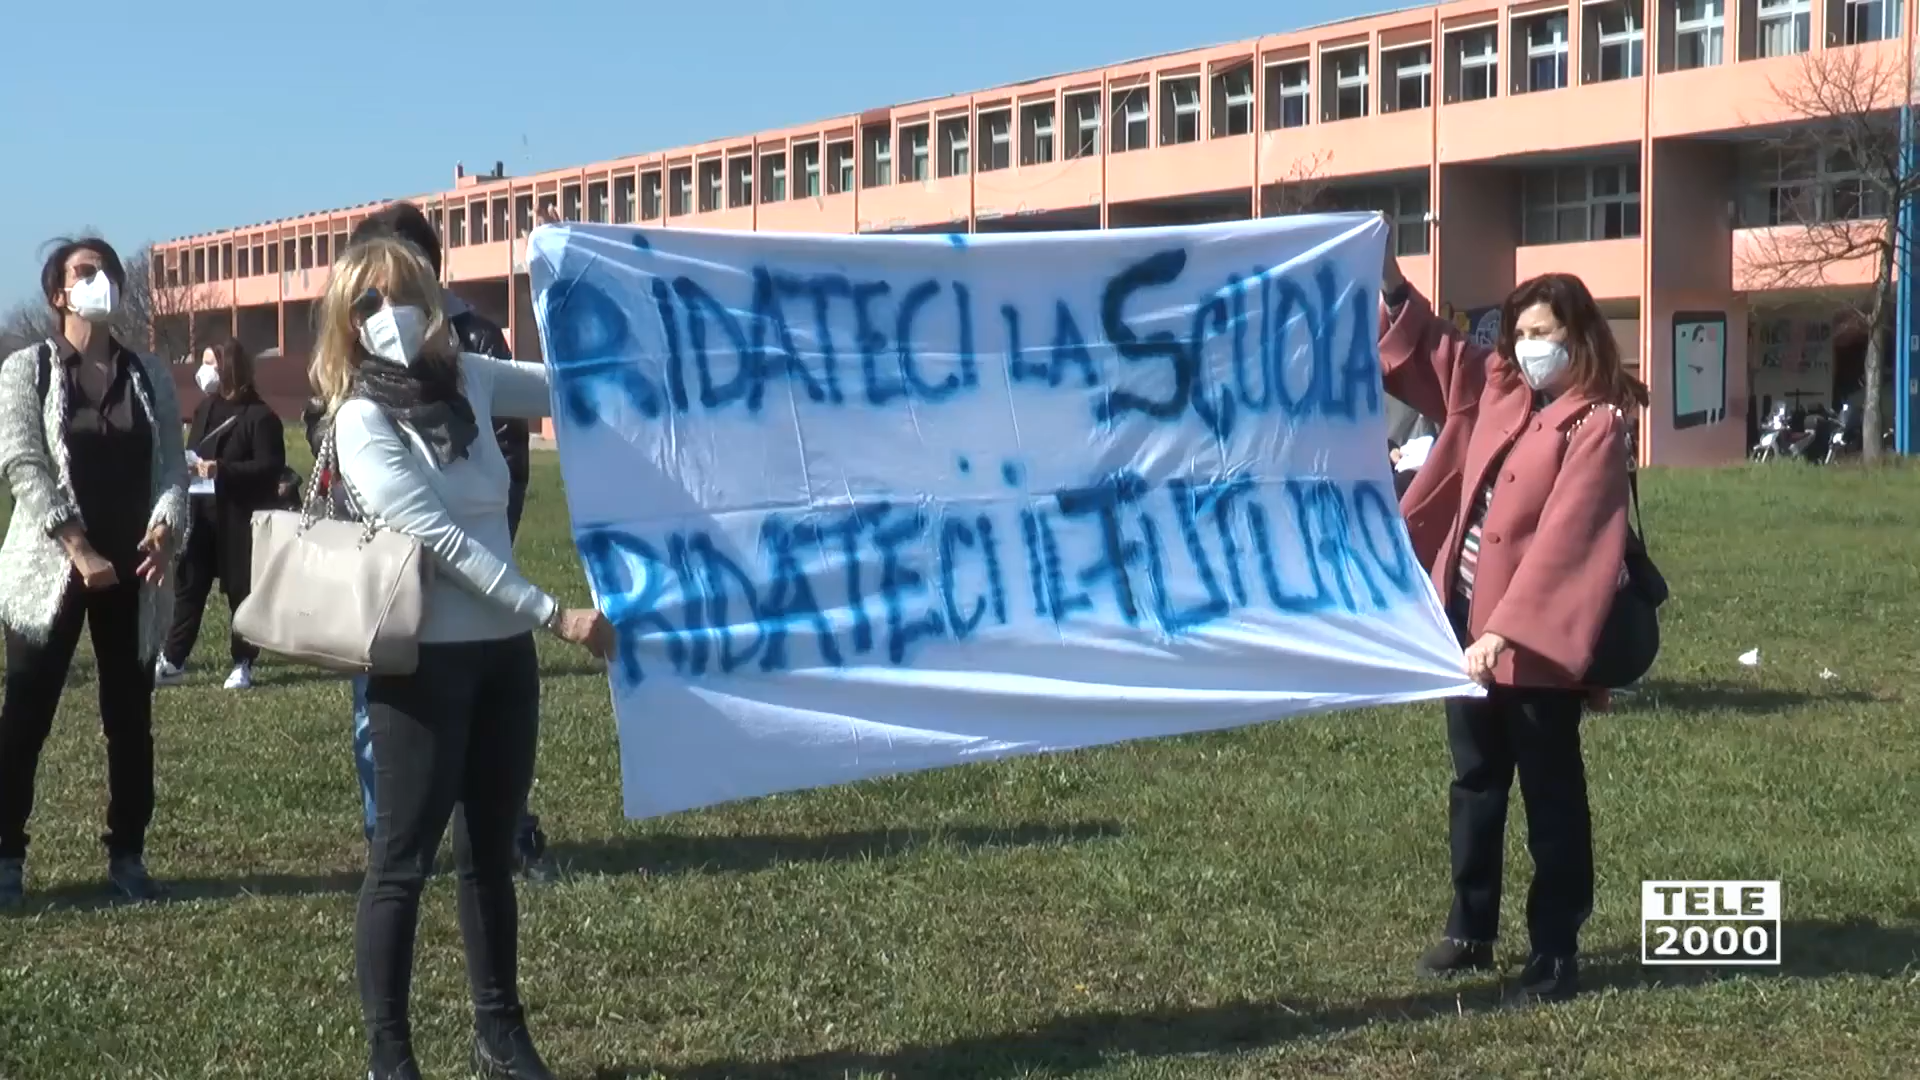 RIDATECI LA SCUOLA
RIDATECI IL FUTURO
TELE
2000